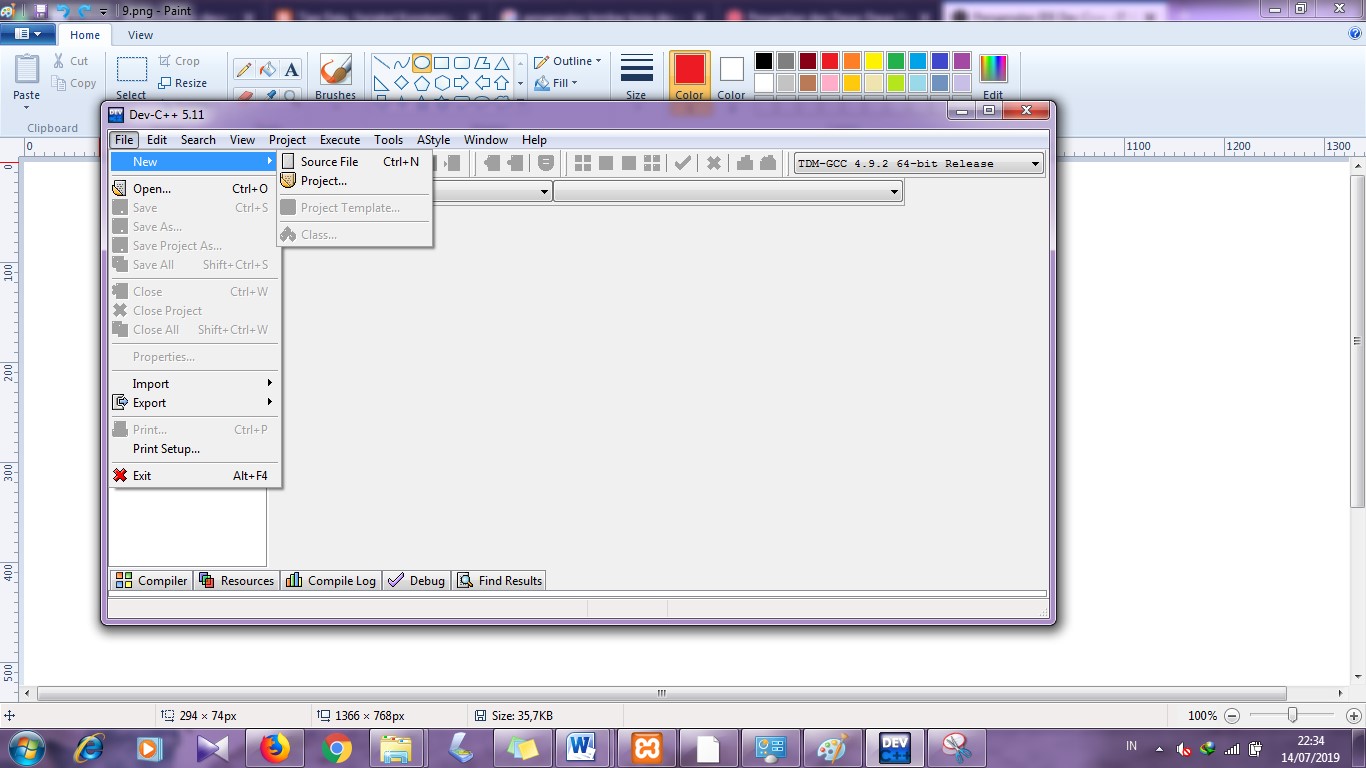 9.png - Paint
Home View
Paste
Cut
Copy
Select
Crop
Resize
Brushes
Outline
Fill
Size
Color
Color
Edit
Clipboard
0 1100 1200 1300
0
100
200
300
400
500
Dev-C++ 5.11
File Edit Search View Project Execute Tools AStyle Window Help
New
Source File Ctrl+N
Project...
Project Template...
Class...
TDM-GCC 4.9.2 64-bit Release
Open... Ctrl+O
Save Ctrl+S
Save As...
Save Project As...
Save All Shift+Ctrl+S
Close Ctrl+W
Close Project
Close All Shift+Ctrl+W
Properties...
Import
Export
Print... Ctrl+P
Print Setup...
Exit Alt+F4
Compiler Resources Compile Log Debug Find Results
294 × 74px 1366 × 768px Size: 35,7KB 100%
DEV
C++
IN
22:34
14/07/2019